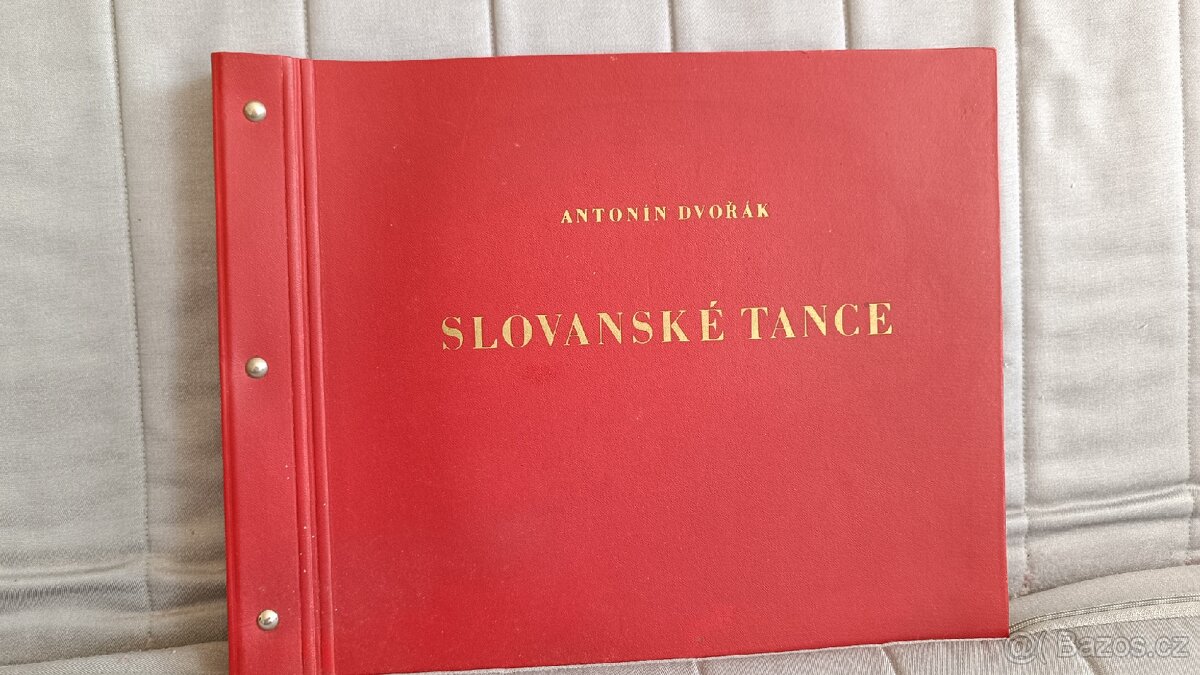 ANTONÍN DVOŘÁK
SLOVANSKÉ TANCE
Bazos.cz